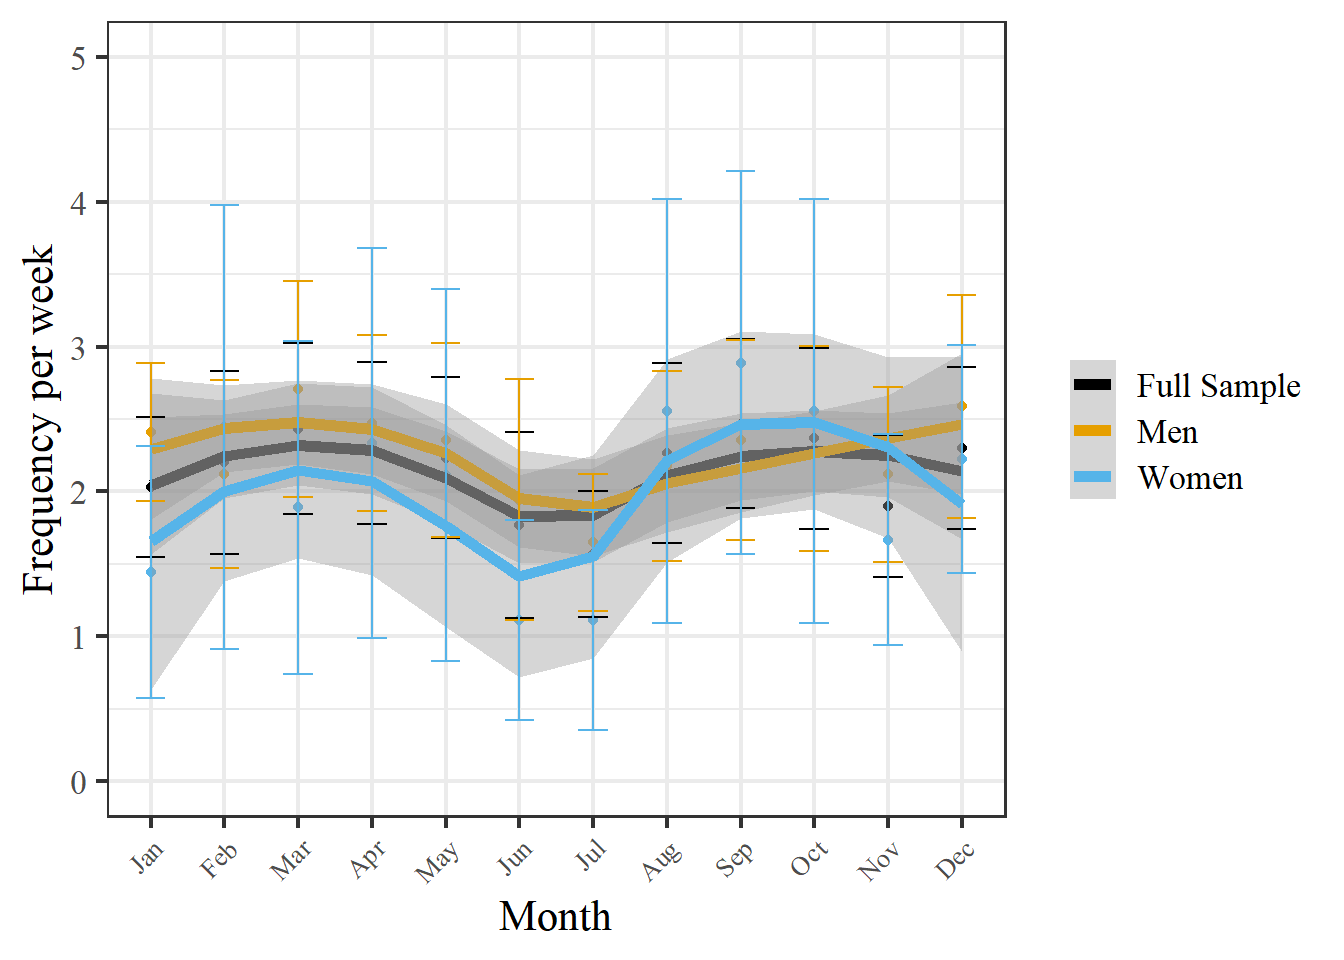 5
4
3
2
1
0
Frequency per week
Jan
Feb
Mar
Apr
May
Jun
Jul
Aug
Sep
Oct
Nov
Dec
Month
Full Sample
Men
Women